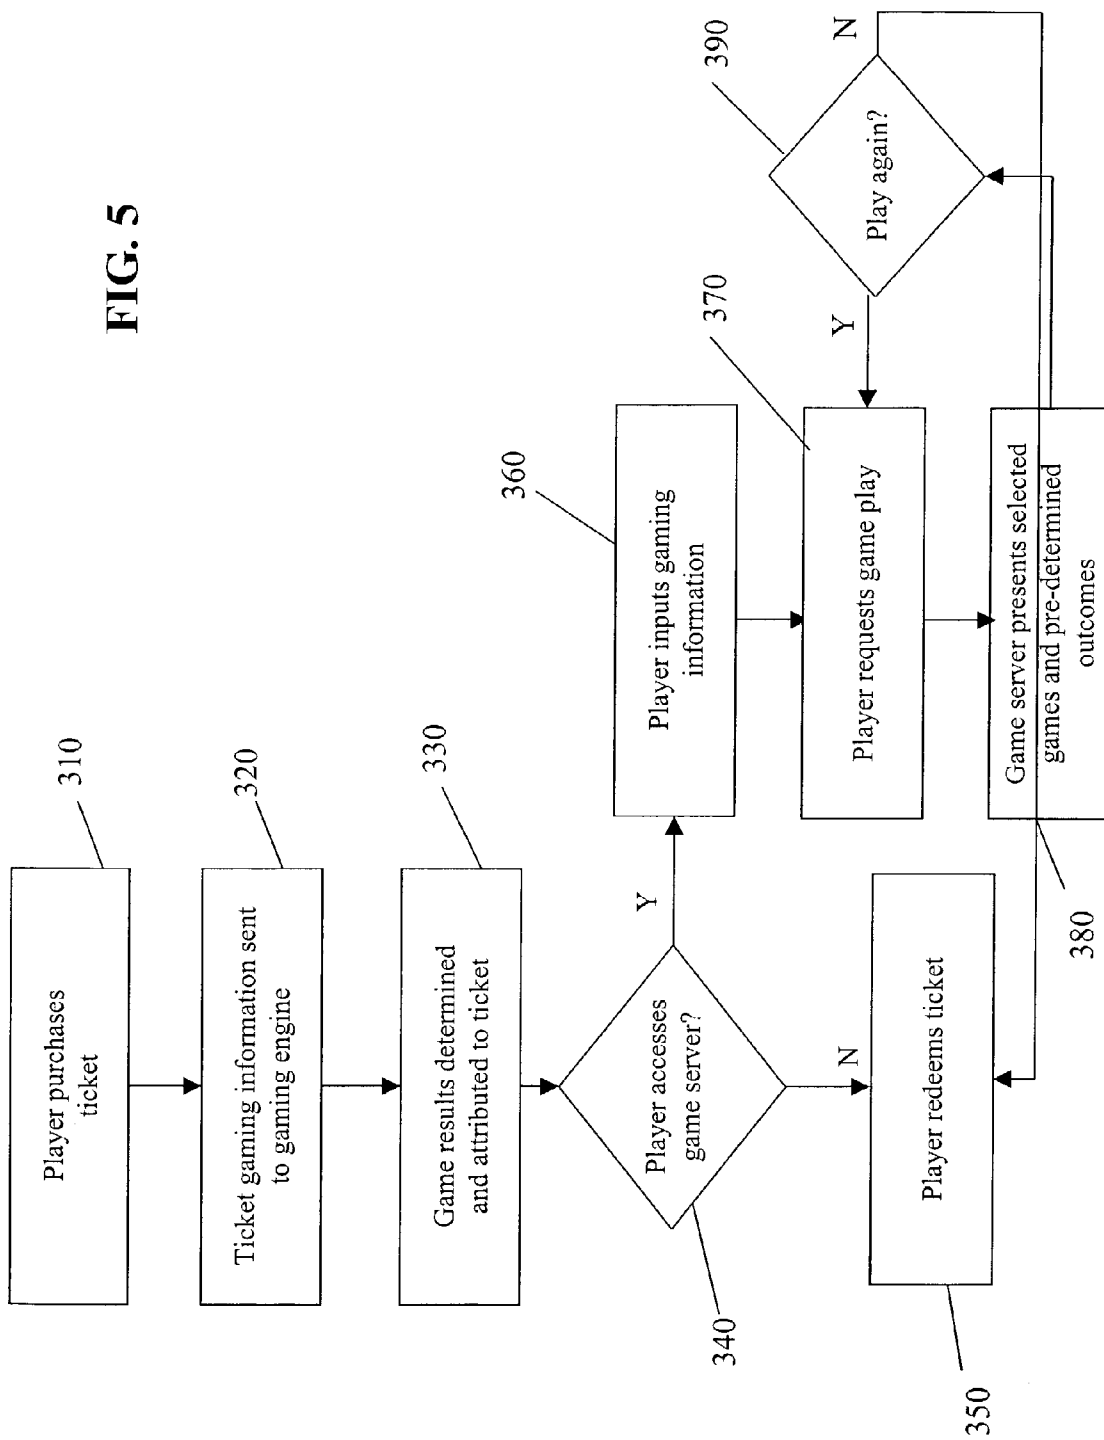 FIG. 5
310
Player purchases
ticket
320
Ticket gaming information sent
to gaming engine
330
Game results determined
and attributed to ticket
340
Player accesses
game server?
Y
N
350
Player redeems ticket
360
Player inputs gaming
information
370
Player requests game play
380
Game server presents selected
games and pre-determined
outcomes
390
Play again?
Y
N